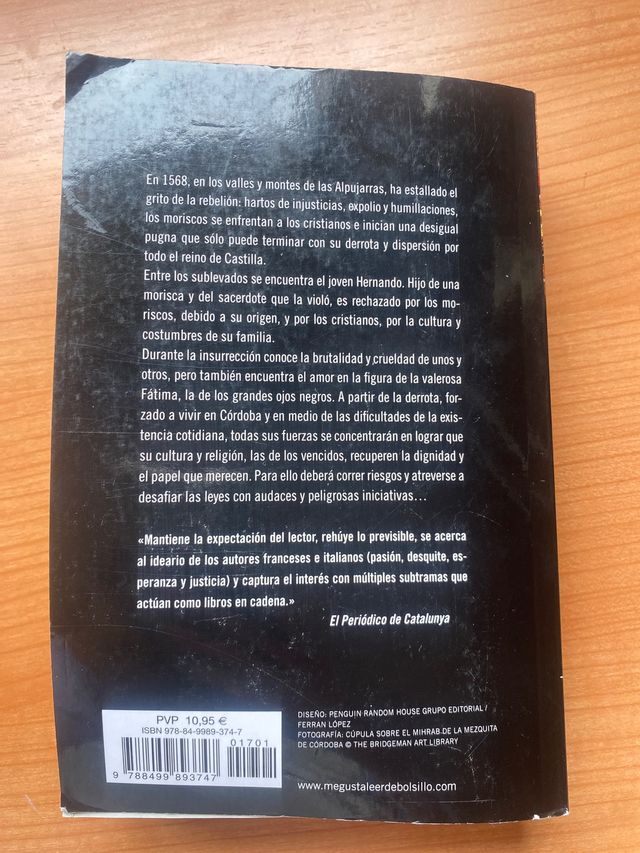 En 1568, en los valles y montes de las Alpujarras, ha estallado el
grito de la rebelión: hartos de injusticias, expolio y humillaciones,
los moriscos se enfrentan a los cristianos e inician una desigual
pugna que sólo puede terminar con su derrota y dispersión por
todo el reino de Castilla.
Entre los sublevados se encuentra el joven Hernando. Hijo de una
morisca y del sacerdote que la violó, es rechazado por los mo-
riscos, debido a su origen, y por los cristianos, por la cultura y
costumbres de su familia.
Durante la insurrección conoce la brutalidad y crueldad de unos y
otros, pero también encuentra el amor en la figura de la valerosa
Fátima, la de los grandes ojos negros. A partir de la derrota, for-
zado a vivir en Córdoba y en medio de las dificultades de la exis-
tencia cotidiana, todas sus fuerzas se concentrarán en lograr que
su cultura y religión, las de los vencidos, recuperen la dignidad y
el papel que merecen. Para ello deberá correr riesgos y atreverse a
desafiar las leyes con audaces y peligrosas iniciativas…
«Mantiene la expectación del lector, rehúye lo previsible, se acerca
al ideario de los autores franceses e italianos (pasión, desquite, es-
peranza y justicia) y captura el interés con múltiples subtramas que
actúan como libros en cadena.»
El Periódico de Catalunya
PVP 10,95 €
ISBN 978-84-9989-374-7
01701
9 788499 893747
DISEÑO: PENGUIN RANDOM HOUSE GRUPO EDITORIAL /
FERRAN LÓPEZ
FOTOGRAFÍA: CÚPULA SOBRE EL MIHRAB DE LA MEZQUITA
DE CÓRDOBA © THE BRIDGEMAN ART LIBRARY
www.megustaleerdebolsillo.com